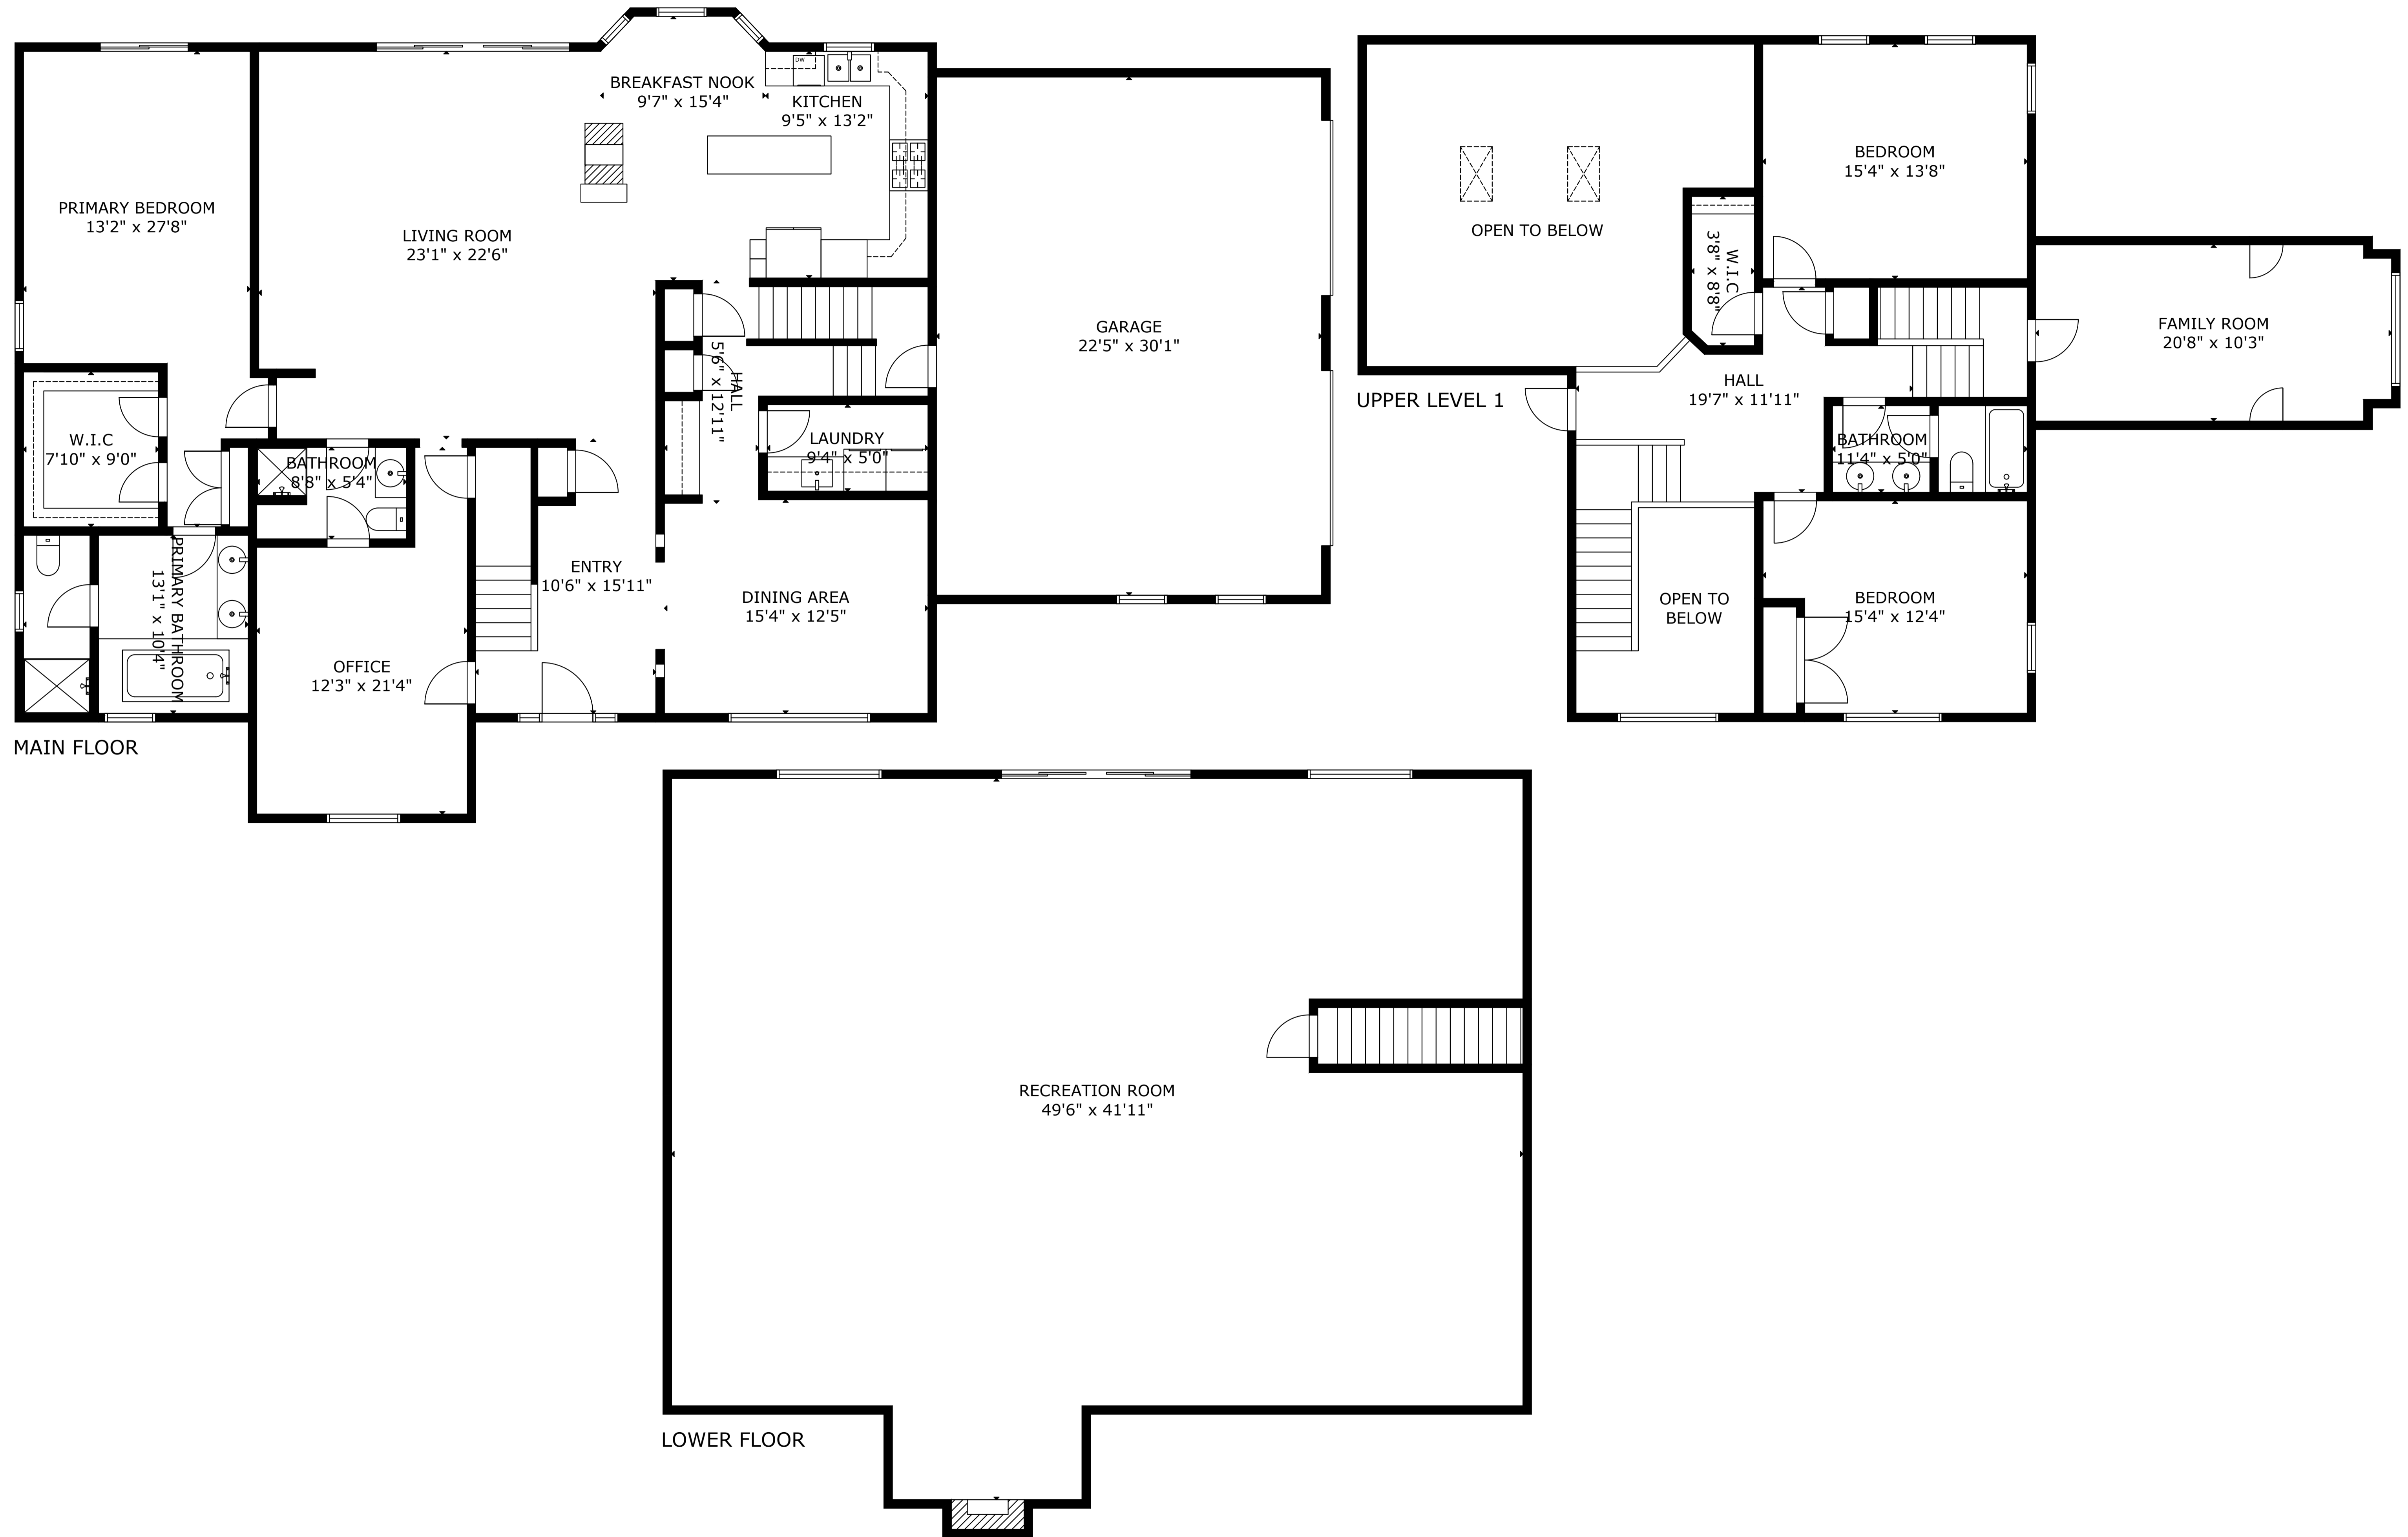 BREAKFAST NOOK
9'7" x 15'4"
DW
KITCHEN
9'5" x 13'2"
PRIMARY BEDROOM
13'2" x 27'8"
LIVING ROOM
23'1" x 22'6"
GARAGE
22'5" x 30'1"
HALL
5'6" x 12'11"
W.I.C
7'10" x 9'0"
BATHROOM
8'8" x 5'4"
LAUNDRY
9'4" x 5'0"
PRIMARY BATHROOM
13'1" x 10'4"
ENTRY
10'6" x 15'11"
DINING AREA
15'4" x 12'5"
OFFICE
12'3" x 21'4"
MAIN FLOOR
BEDROOM
15'4" x 13'8"
OPEN TO BELOW
W.I.C
3'8" x 8'8"
FAMILY ROOM
20'8" x 10'3"
HALL
19'7" x 11'11"
UPPER LEVEL 1
BATHROOM
11'4" x 5'0"
OPEN TO
BELOW
BEDROOM
15'4" x 12'4"
RECREATION ROOM
49'6" x 41'11"
LOWER FLOOR